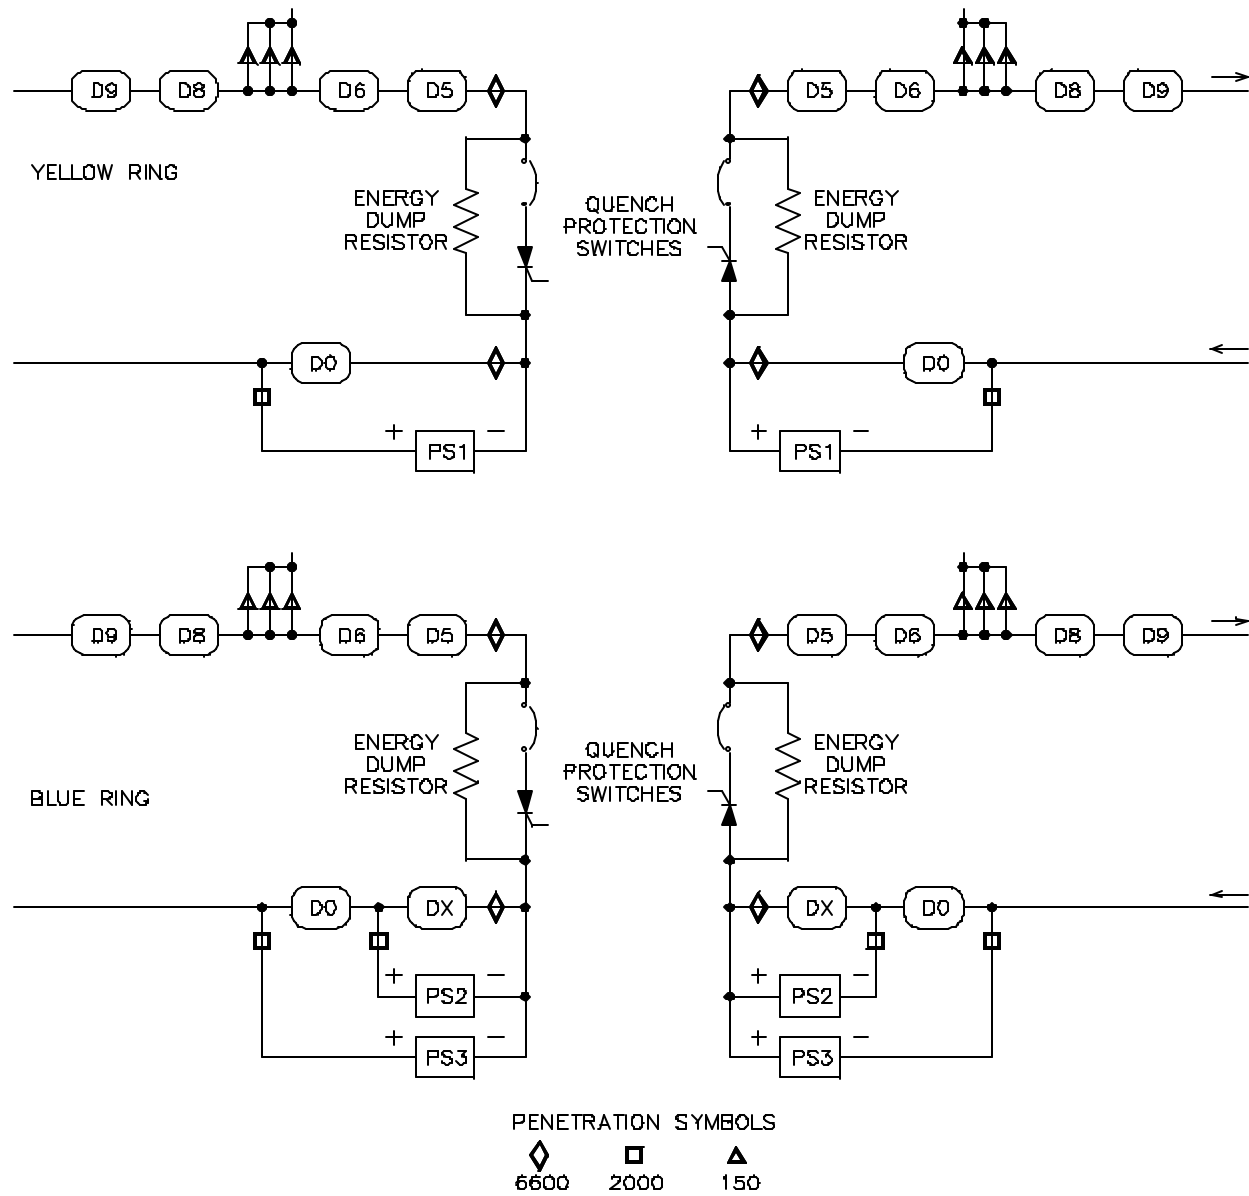 D9 D8 D6 D5 D5 D6 D8 D9
YELLOW RING
ENERGY
DUMP
RESISTOR
QUENCH
PROTECTION
SWITCHES
ENERGY
DUMP
RESISTOR
D0 D0
+ − + −
PS1 PS1
D9 D8 D6 D5 D5 D6 D8 D9
BLUE RING
ENERGY
DUMP
RESISTOR
QUENCH
PROTECTION
SWITCHES
ENERGY
DUMP
RESISTOR
D0 DX DX D0
+ − + −
PS2 PS2
+ − + −
PS3 PS3
PENETRATION SYMBOLS
6600 2000 150